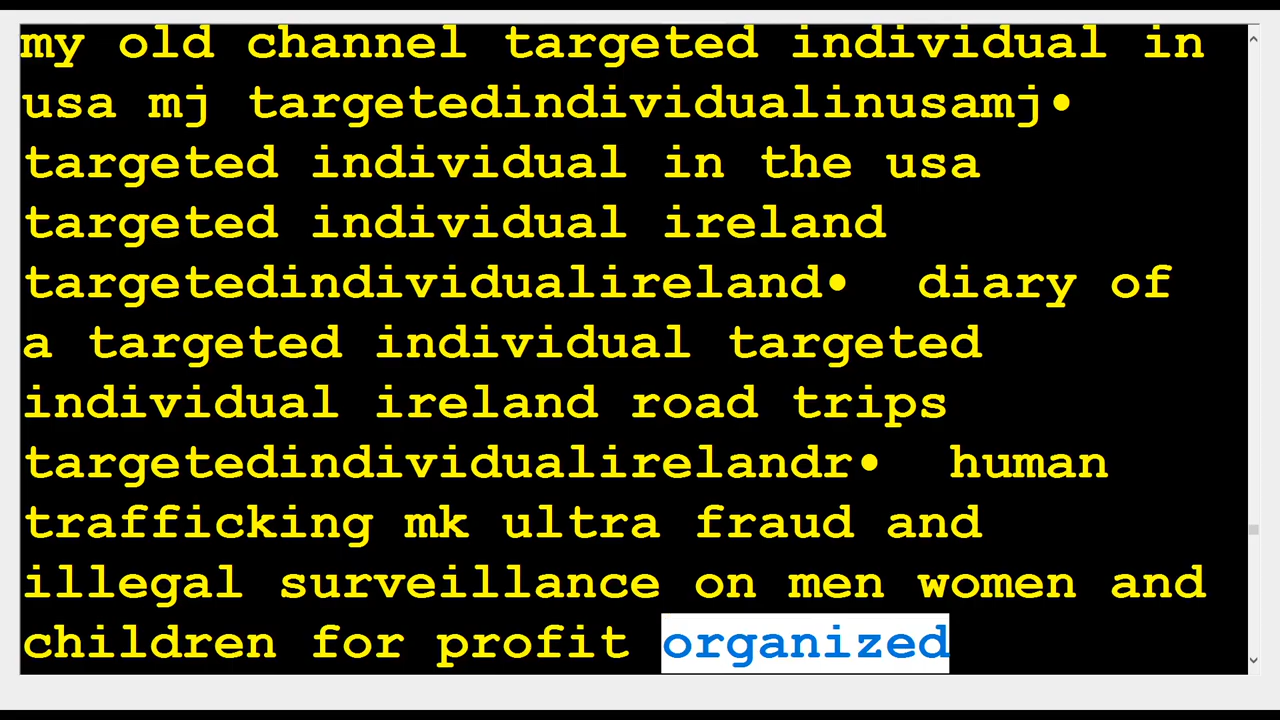 my old channel targeted individual in
usa mj targetedindividualinusamj•
targeted individual in the usa
targeted individual ireland
targetedindividualireland•  diary of
a targeted individual targeted
individual ireland road trips
targetedindividualirelandr•  human
trafficking mk ultra fraud and
illegal surveillance on men women and
children for profit organized